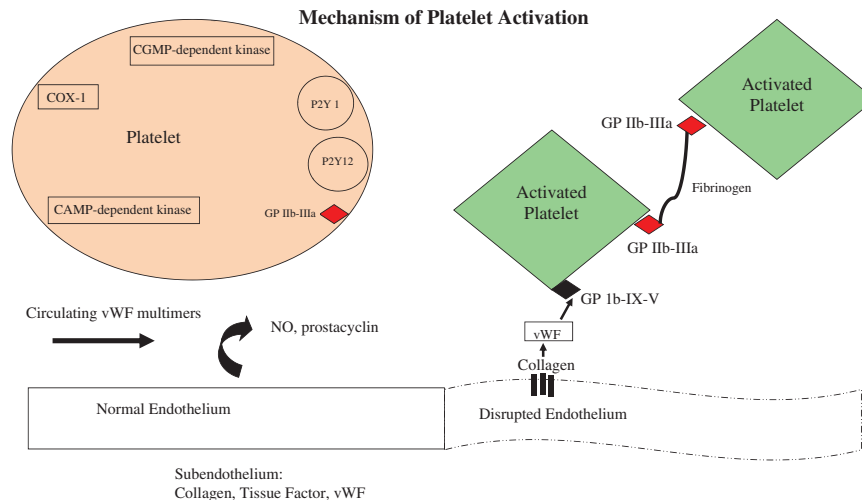 Mechanism of Platelet Activation
CGMP-dependent kinase
COX-1
P2Y 1
Platelet
P2Y12
CAMP-dependent kinase
GP IIb-IIIa
Activated
Platelet
GP IIb-IIIa
Fibrinogen
Activated
Platelet
GP IIb-IIIa
GP 1b-IX-V
Circulating vWF multimers
NO, prostacyclin
vWF
Collagen
Normal Endothelium
Disrupted Endothelium
Subendothelium:
Collagen, Tissue Factor, vWF